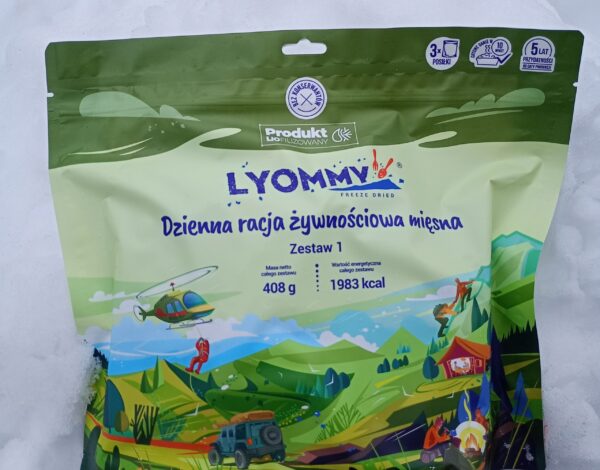 3x
POSIŁKI
10
MINUT
5 LAT
PRZYDATNOŚCI
BEZ KONSERWANTÓW
Produkt
LIOFILIZOWANY
LYOMMY®
FREEZE DRIED
Dzienna racja żywnościowa mięsna
Zestaw 1
Masa netto
całego zestawu
408 g
Wartość energetyczna
całego zestawu
1983 kcal